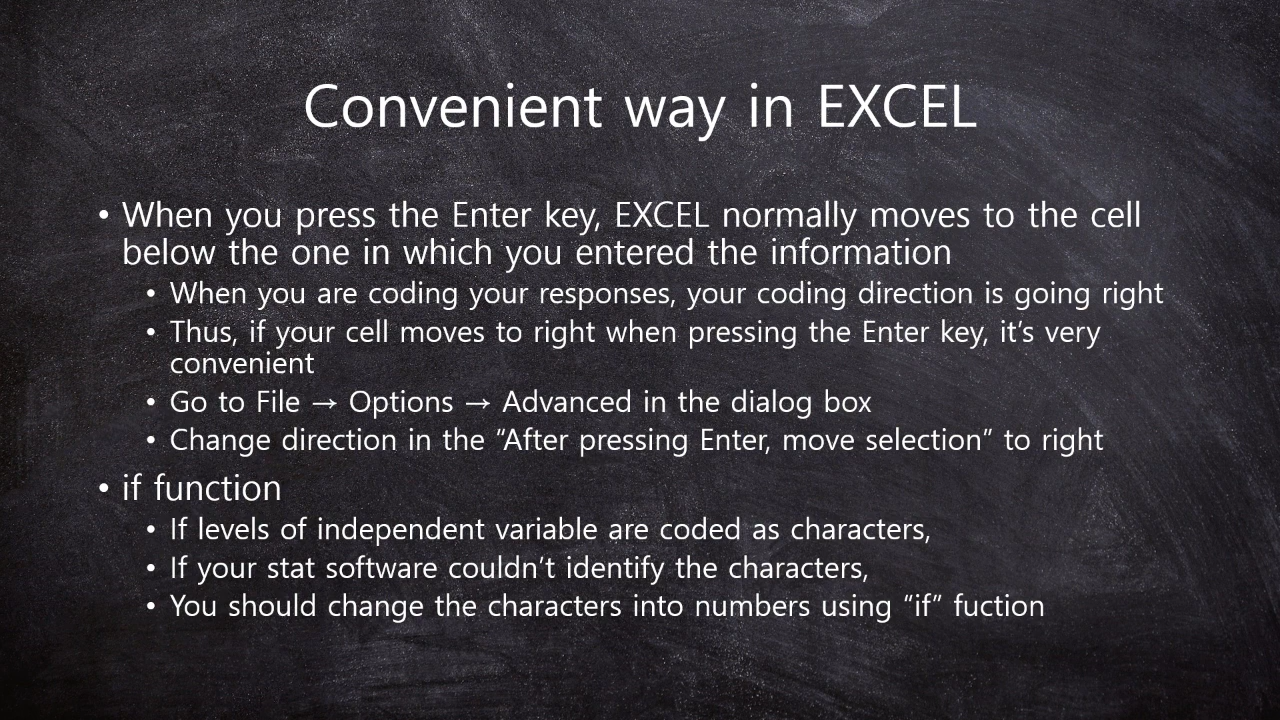 Convenient way in EXCEL
• When you press the Enter key, EXCEL normally moves to the cell
below the one in which you entered the information
• When you are coding your responses, your coding direction is going right
• Thus, if your cell moves to right when pressing the Enter key, it’s very
convenient
• Go to File → Options → Advanced in the dialog box
• Change direction in the “After pressing Enter, move selection” to right
• if function
• If levels of independent variable are coded as characters,
• If your stat software couldn’t identify the characters,
• You should change the characters into numbers using “if” fuction